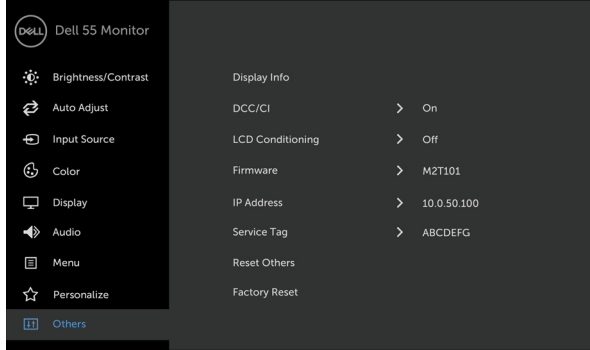 DELL Dell 55 Monitor
Brightness/Contrast
Auto Adjust
Input Source
Color
Display
Audio
Menu
Personalize
Others
Display Info
DCC/CI > On
LCD Conditioning > Off
Firmware > M2T101
IP Address > 10.0.50.100
Service Tag > ABCDEFG
Reset Others
Factory Reset